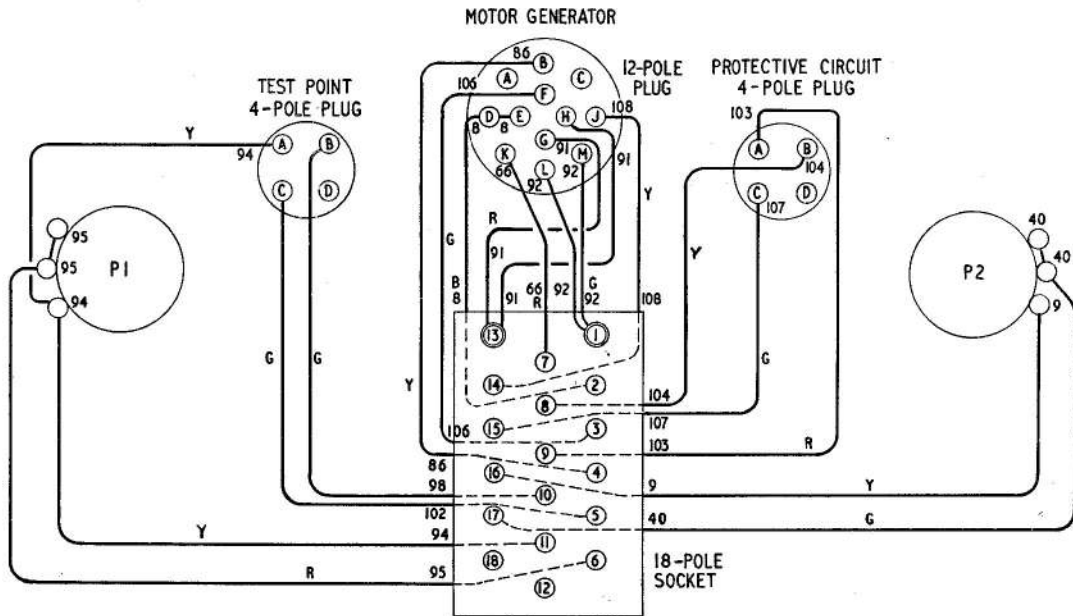 MOTOR GENERATOR
86
B
A
C
12-POLE
PLUG
PROTECTIVE CIRCUIT
4-POLE PLUG
TEST POINT
4-POLE PLUG
106
F
108
103
D
E
H
J
8
8
G
91
Y
A
B
94
A
B
K
M
91
104
66
L
92
92
C
D
C
D
107
Y
R
Y
40
95
G
91
40
P1
95
P2
B
8
91
66
R
92
G
92
108
94
9
13
1
7
G
G
Y
14
2
G
8
104
15
3
107
106
9
103
R
86
16
4
98
10
9
Y
102
17
5
40
G
Y
94
11
18
6
18-POLE
SOCKET
R
95
12